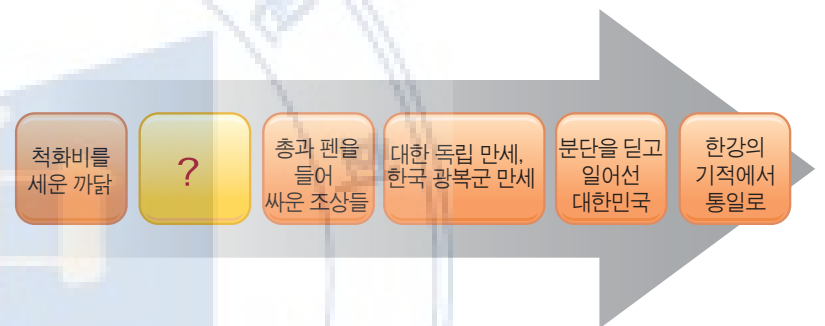 척화비를
세운 까닭
?
총과 펜을
들어
싸운 조상들
대한 독립 만세,
한국 광복군 만세
분단을 딛고
일어선
대한민국
한강의
기적에서
통일로